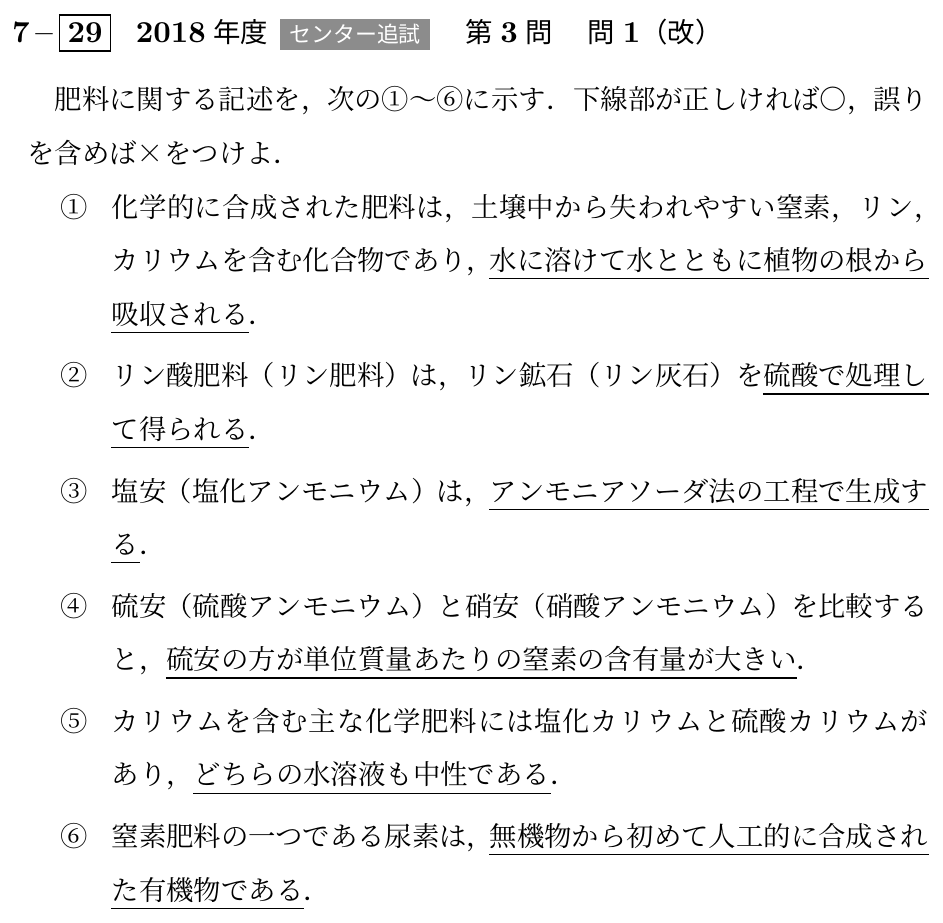 7−29 2018 年度 センター追試 第 3 問 問 1（改）
肥料に関する記述を，次の①〜⑥に示す．下線部が正しければ○，誤り
を含めば×をつけよ．
① 化学的に合成された肥料は，土壌中から失われやすい窒素，リン，
カリウムを含む化合物であり，水に溶けて水とともに植物の根から
吸収される．
② リン酸肥料（リン肥料）は，リン鉱石（リン灰石）を硫酸で処理し
て得られる．
③ 塩安（塩化アンモニウム）は，アンモニアソーダ法の工程で生成す
る．
④ 硫安（硫酸アンモニウム）と硝安（硝酸アンモニウム）を比較する
と，硫安の方が単位質量あたりの窒素の含有量が大きい．
⑤ カリウムを含む主な化学肥料には塩化カリウムと硫酸カリウムが
あり，どちらの水溶液も中性である．
⑥ 窒素肥料の一つである尿素は，無機物から初めて人工的に合成され
た有機物である．